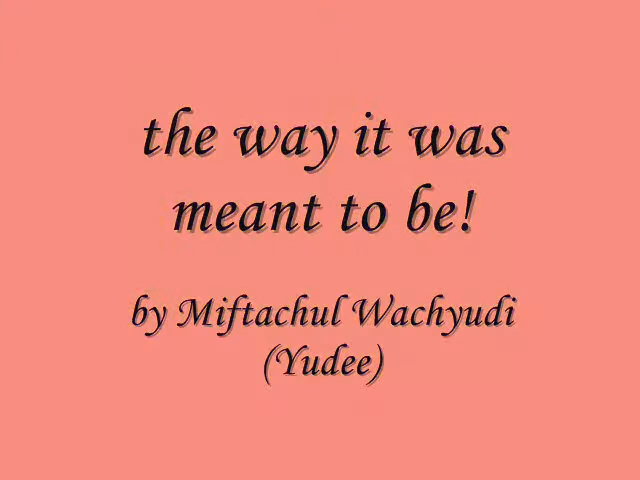 the way it was
meant to be!
by Miftachul Wachyudi
(Yudee)